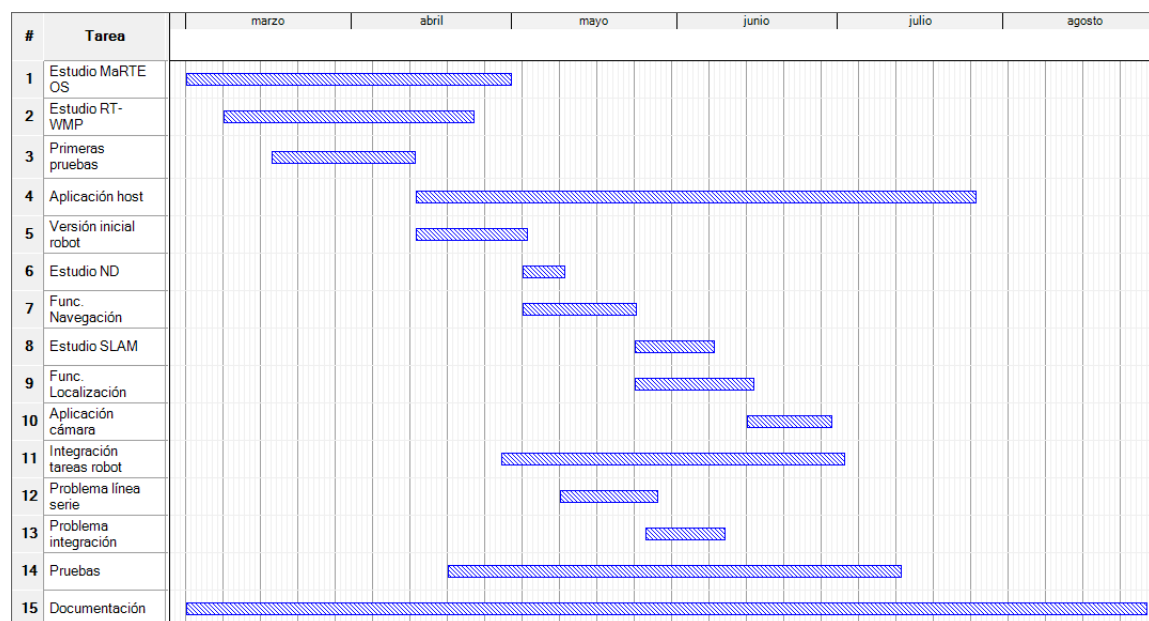 marzo abril mayo junio julio agosto
# Tarea
1 Estudio MaRTE
OS
2 Estudio RT-
WMP
3 Primeras
pruebas
4 Aplicación host
5 Versión inicial
robot
6 Estudio ND
7 Func.
Navegación
8 Estudio SLAM
9 Func.
Localización
10 Aplicación
cámara
11 Integración
tareas robot
12 Problema línea
serie
13 Problema
integración
14 Pruebas
15 Documentación